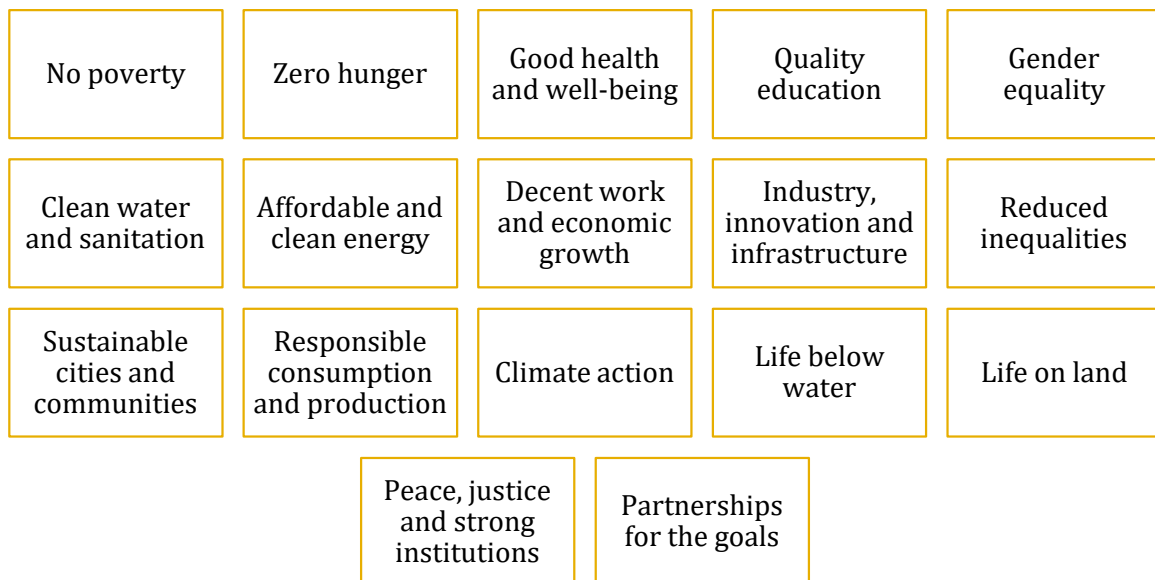 No poverty
Zero hunger
Good health
and well-being
Quality
education
Gender
equality
Clean water
and sanitation
Affordable and
clean energy
Decent work
and economic
growth
Industry,
innovation and
infrastructure
Reduced
inequalities
Sustainable
cities and
communities
Responsible
consumption
and production
Climate action
Life below
water
Life on land
Peace, justice
and strong
institutions
Partnerships
for the goals